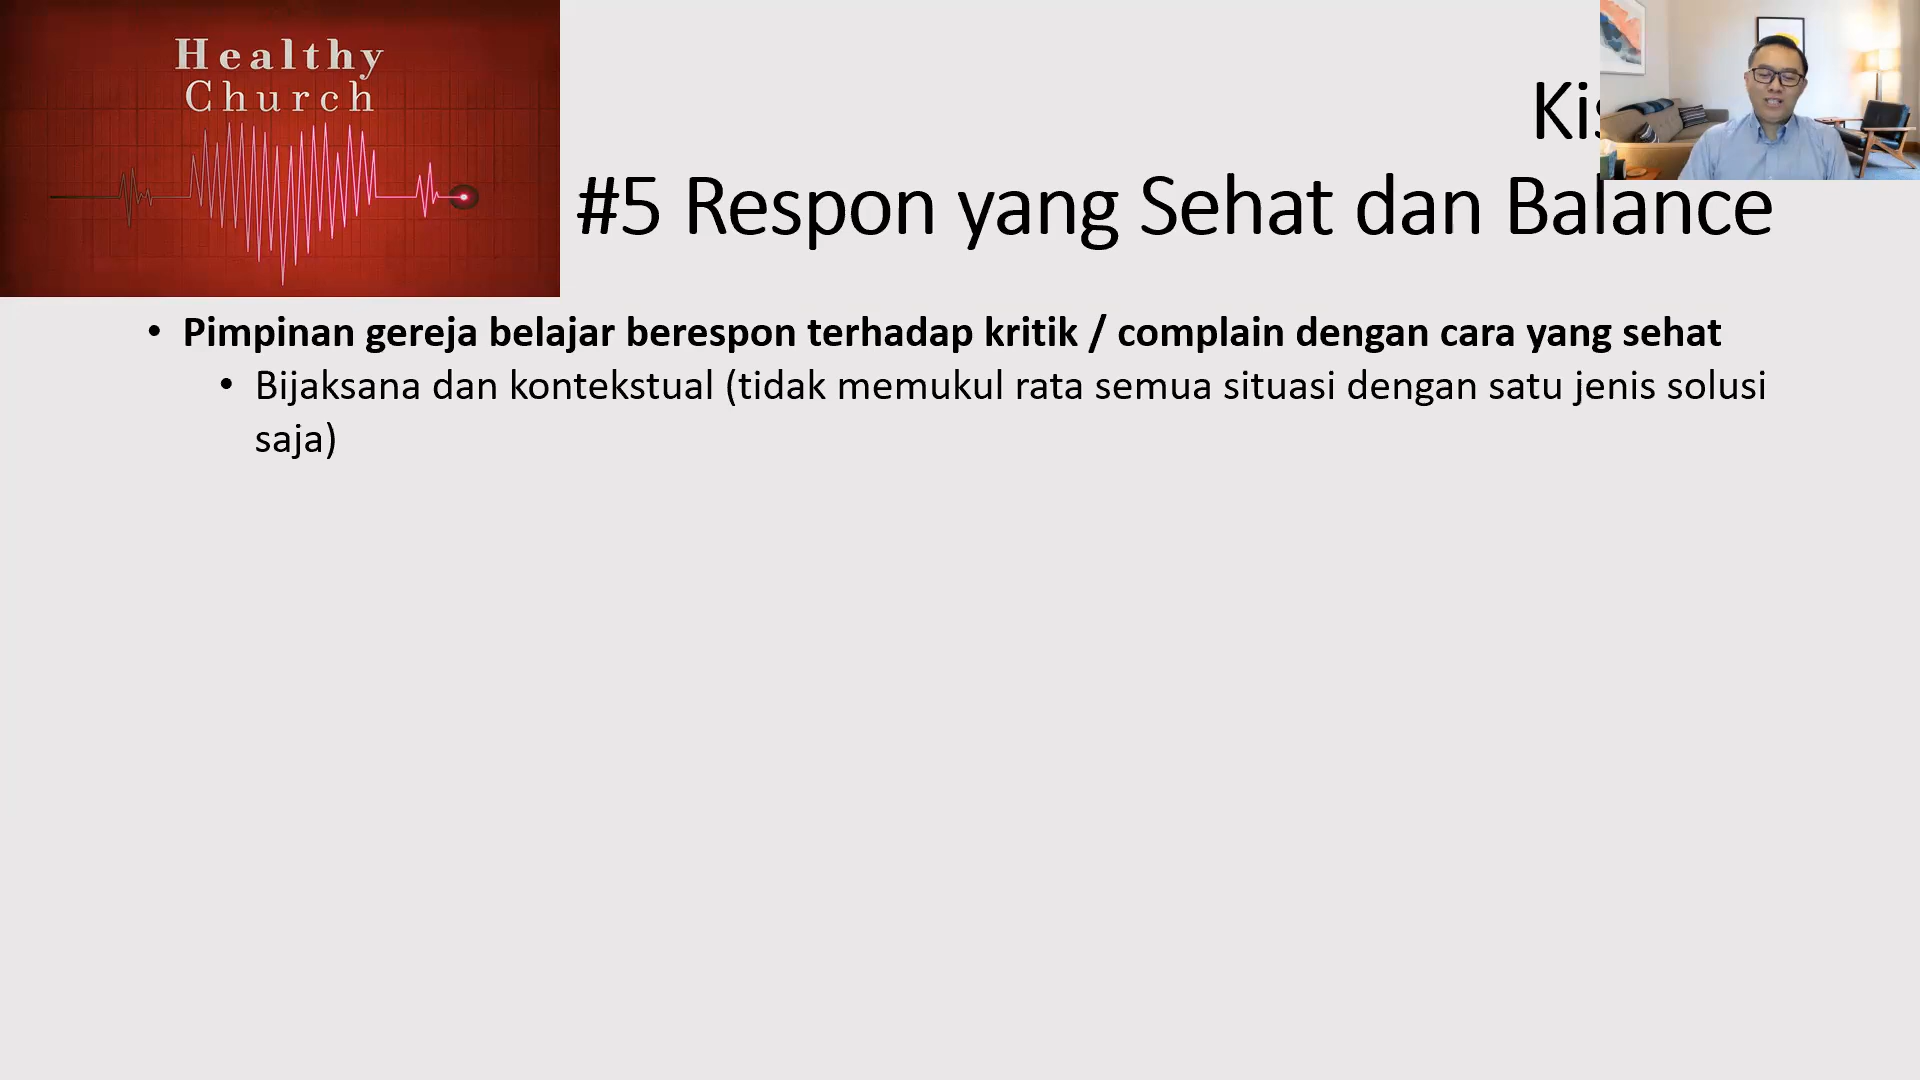 Healthy
Church
#5 Respon yang Sehat dan Balance
• Pimpinan gereja belajar berespon terhadap kritik / complain dengan cara yang sehat
• Bijaksana dan kontekstual (tidak memukul rata semua situasi dengan satu jenis solusi
saja)